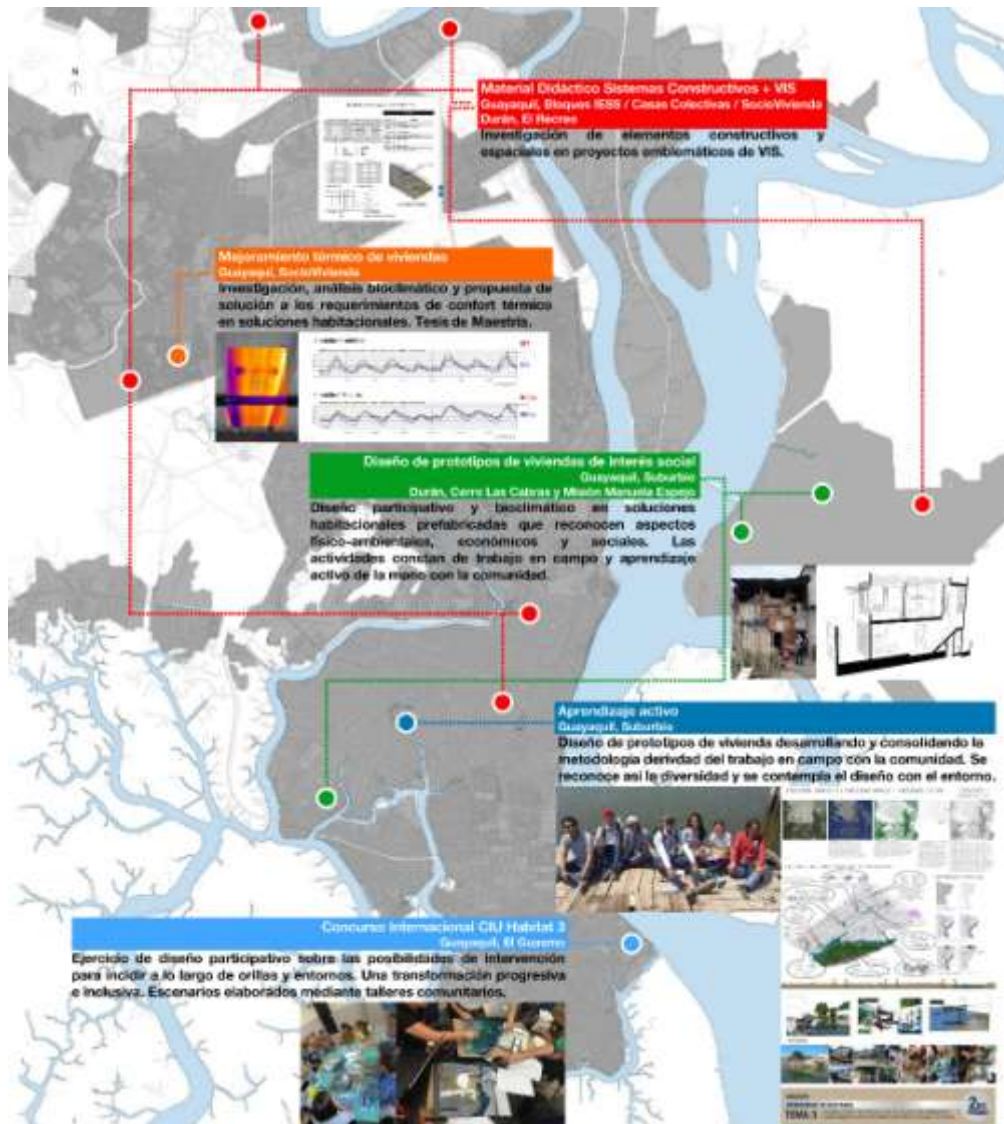 N
Material Didáctico Sistemas Constructivos + VIS
Guayaquil, Bloques IESS / Casas Colectivas / SocioVivienda
Durán, El Recreo
Investigación de elementos constructivos y
espaciales en proyectos emblemáticos de VIS.
Mejoramiento térmico de viviendas
Guayaquil, SocioVivienda
Investigación, análisis bioclimático y propuesta de
solución a los requerimientos de confort térmico
en soluciones habitacionales. Tesis de Maestría.
Diseño de prototipos de viviendas de interés social
Guayaquil, Suburbio
Durán, Cerro Las Cabras y Misión Manuela Espejo
Diseño participativo y bioclimático en soluciones
habitacionales prefabricadas que reconocen aspectos
físico-ambientales, económicos y sociales. Las
actividades constan de trabajo en campo y aprendizaje
activo de la mano con la comunidad.
Aprendizaje activo
Guayaquil, Suburbio
Diseño de prototipos de vivienda desarrollando y consolidando la
metodología derivdad del trabajo en campo con la comunidad. Se
reconoce así la diversidad y se contempla el diseño con el entorno.
Concurso Internacional CIU Habitat 3
Guayaquil, El Guasmo
Ejercicio de diseño participativo sobre las posibilidades de intervención
para incidir a lo largo de orillas y entornos. Una transformación progresiva
e inclusiva. Escenarios elaborados mediante talleres comunitarios.
TEMA 1